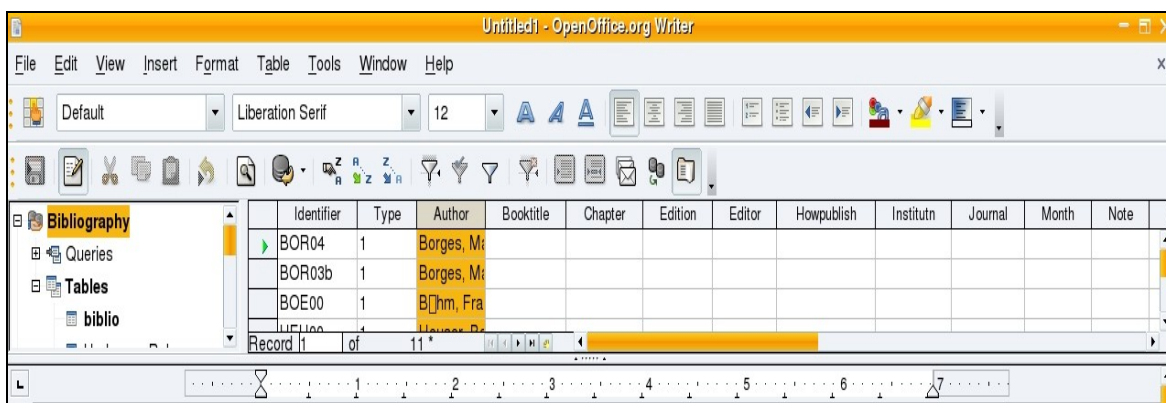 Untitled1 - OpenOffice.org Writer
File Edit View Insert Format Table Tools Window Help
Default Liberation Serif 12
Bibliography
Queries
Tables
biblio
Identifier Type Author Booktitle Chapter Edition Editor Howpublish Institutn Journal Month Note
BOR04 1 Borges, Ma
BOR03b 1 Borges, Ma
BOE00 1 B▯hm, Fra
Record 1 of 11 *
1 2 3 4 5 6 7